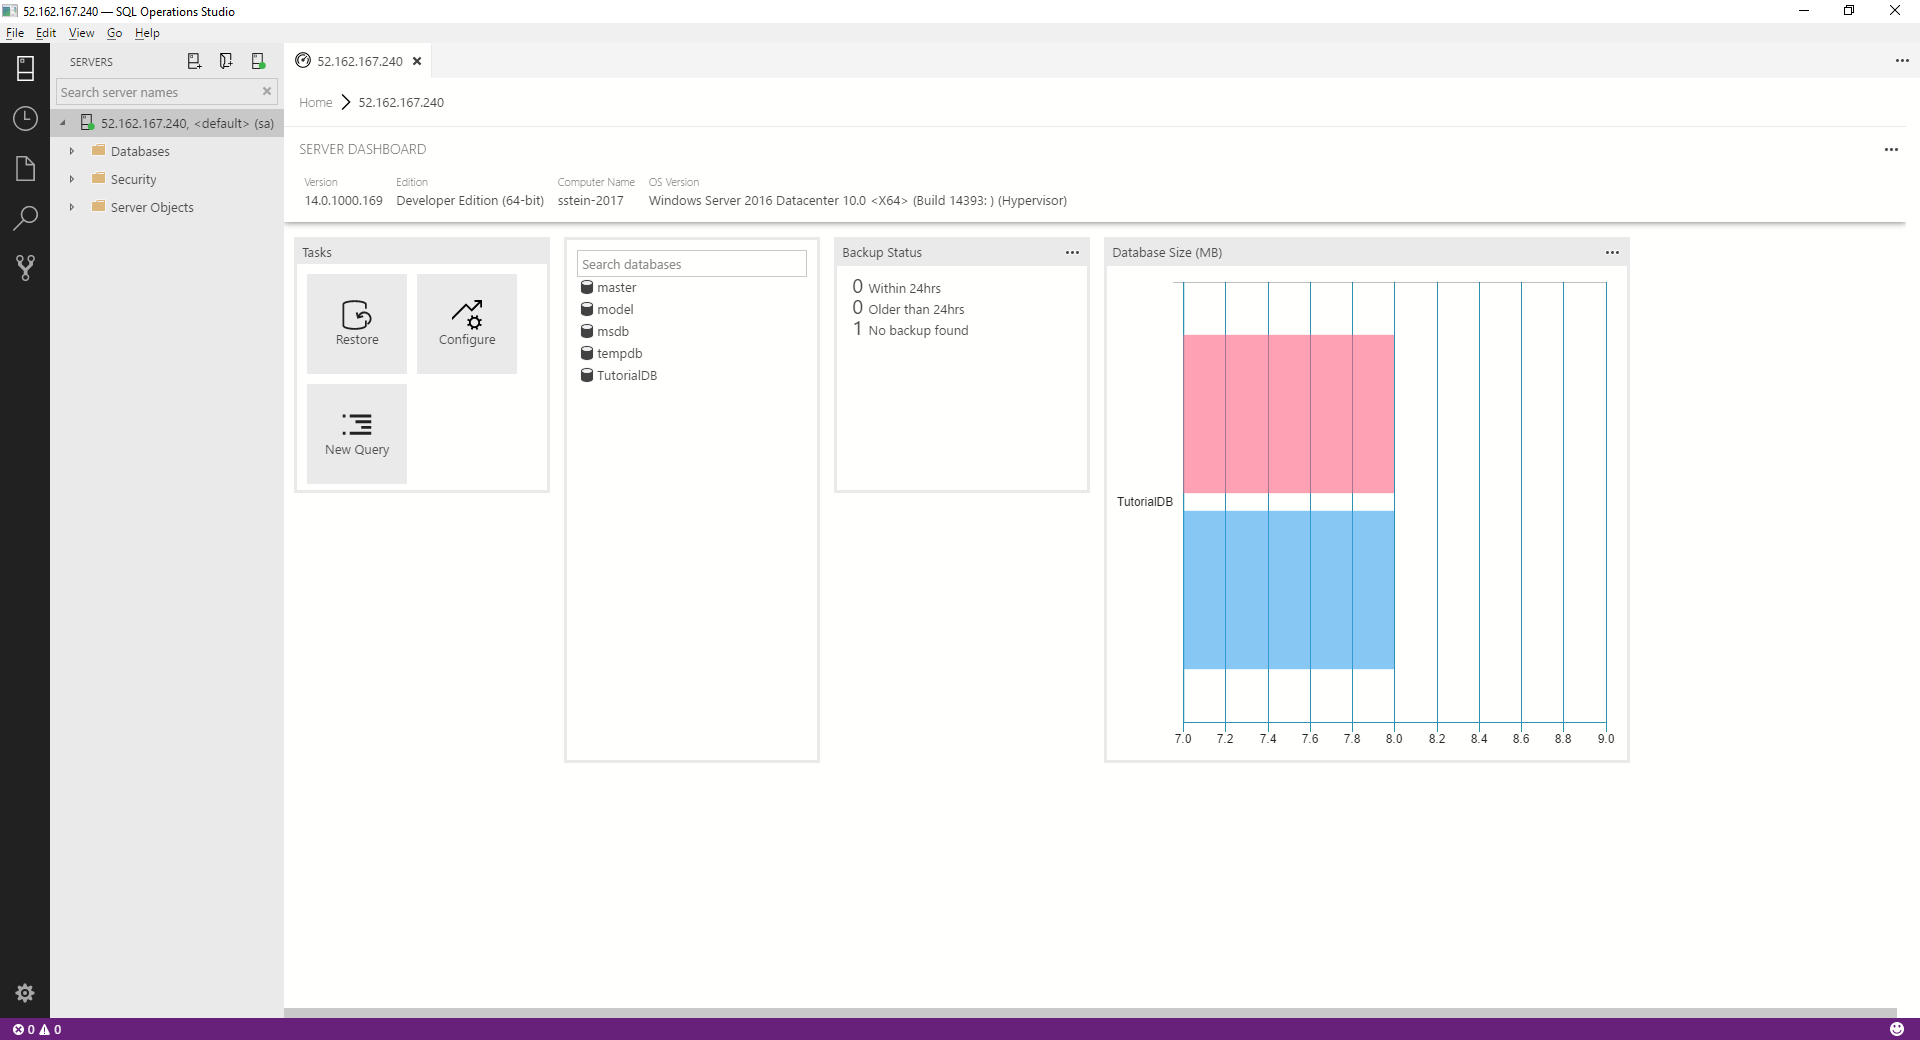 52.162.167.240 — SQL Operations Studio
File Edit View Go Help
SERVERS
Search server names
52.162.167.240, <default> (sa)
Databases
Security
Server Objects
52.162.167.240
Home 52.162.167.240
SERVER DASHBOARD
Version Edition Computer Name OS Version
14.0.1000.169 Developer Edition (64-bit) sstein-2017 Windows Server 2016 Datacenter 10.0 <X64> (Build 14393: ) (Hypervisor)
Tasks
Restore Configure
New Query
Search databases
master
model
msdb
tempdb
TutorialDB
Backup Status
0 Within 24hrs
0 Older than 24hrs
1 No backup found
Database Size (MB)
TutorialDB
7.0 7.2 7.4 7.6 7.8 8.0 8.2 8.4 8.6 8.8 9.0
0 0